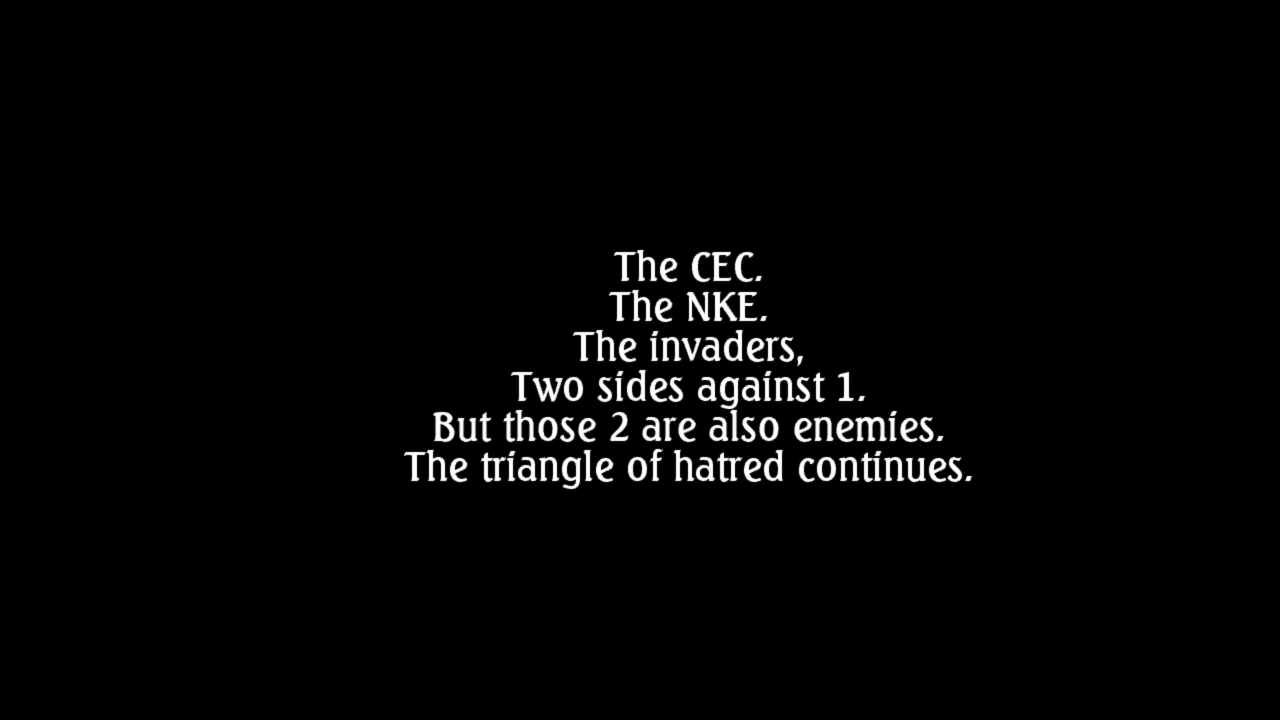 The CEC.
The NKE.
The invaders,
Two sides against 1.
But those 2 are also enemies.
The triangle of hatred continues.